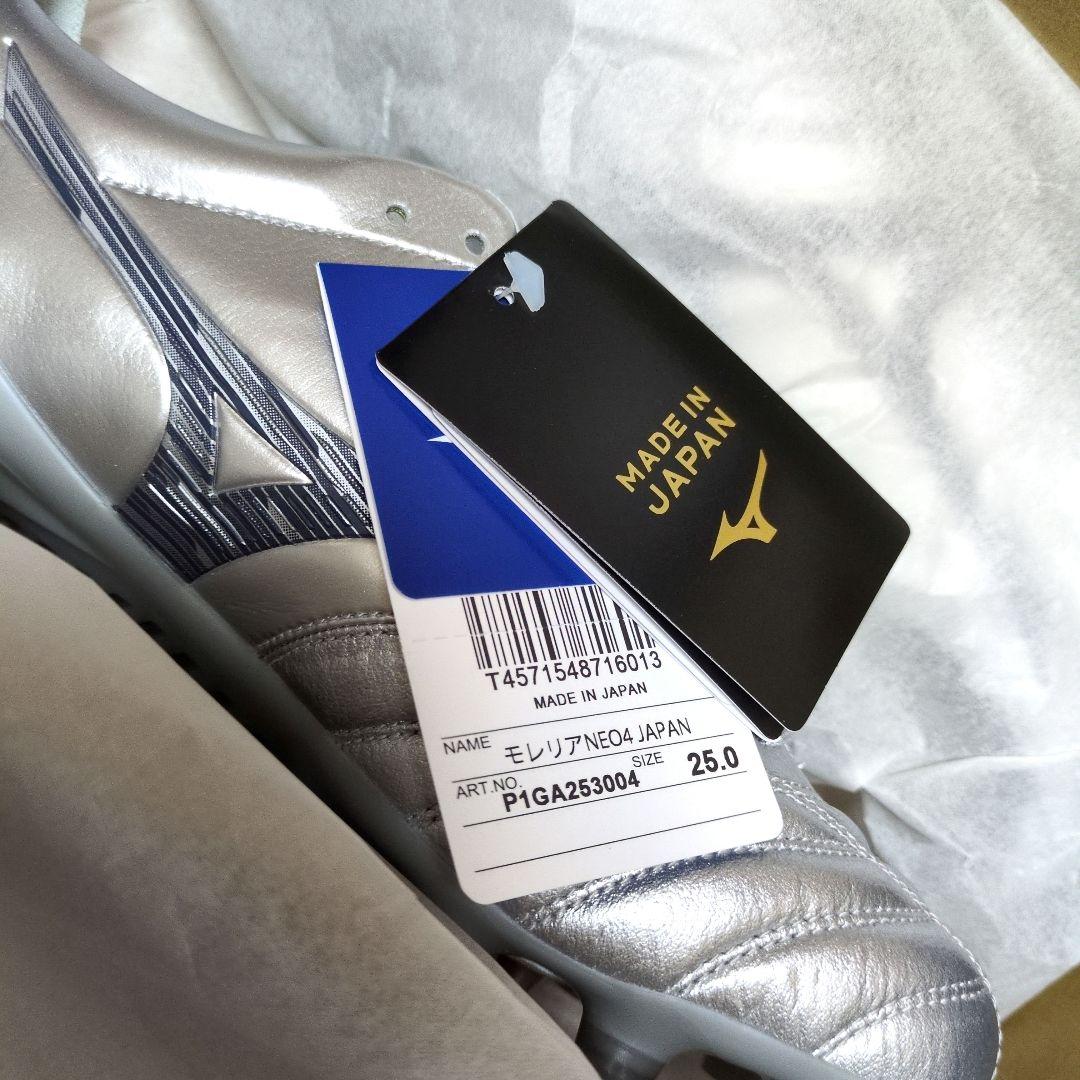 MADE IN
JAPAN
T4571548716013
MADE IN JAPAN
NAME モレリアNEO4 JAPAN
ART.NO. P1GA253004 SIZE 25.0